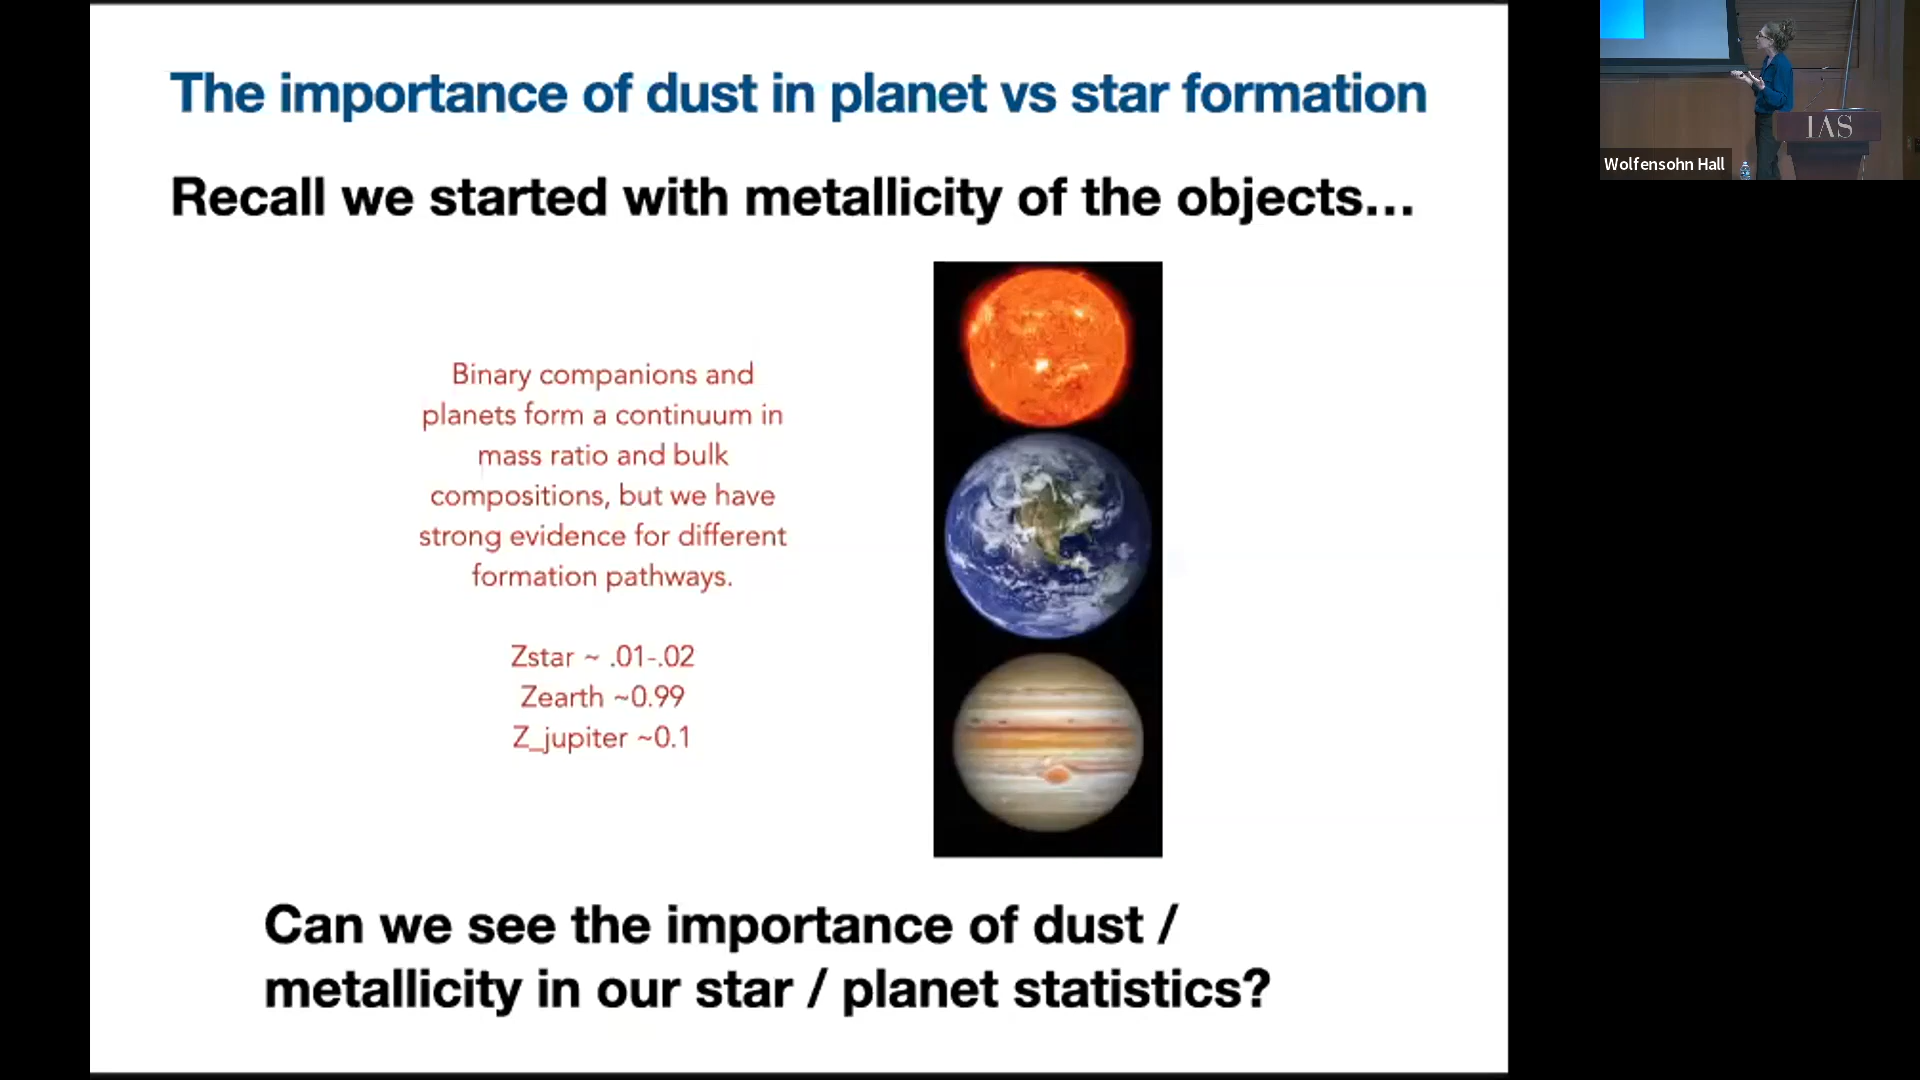 The importance of dust in planet vs star formation
Recall we started with metallicity of the objects…
Binary companions and
planets form a continuum in
mass ratio and bulk
compositions, but we have
strong evidence for different
formation pathways.
Zstar ~ .01-.02
Zearth ~0.99
Z_jupiter ~0.1
Can we see the importance of dust /
metallicity in our star / planet statistics?
IAS
Wolfensohn Hall